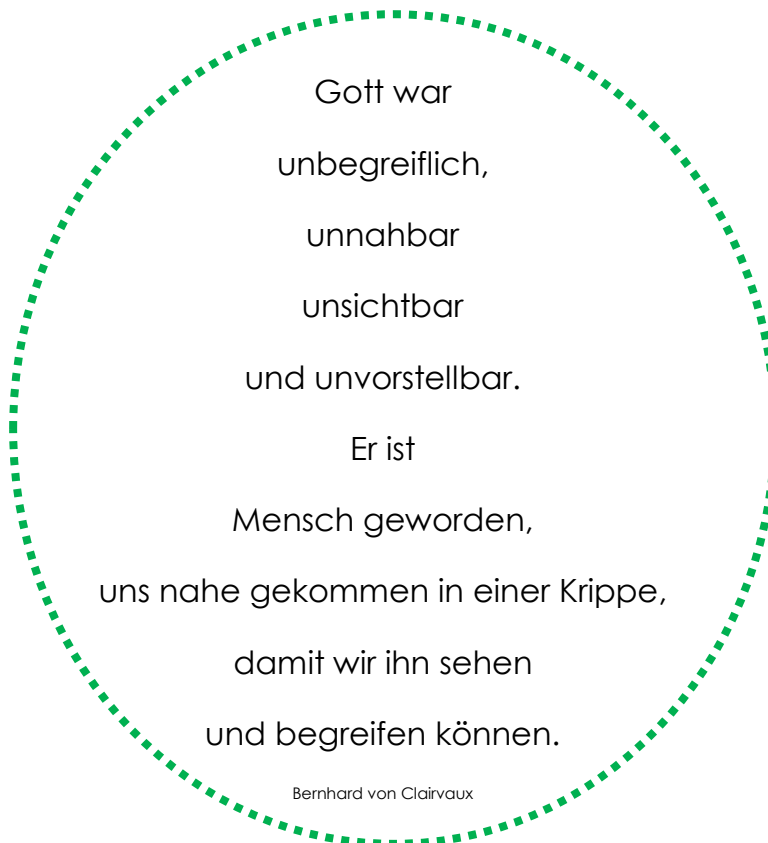 Gott war
unbegreiflich,
unnahbar
unsichtbar
und unvorstellbar.
Er ist
Mensch geworden,
uns nahe gekommen in einer Krippe,
damit wir ihn sehen
und begreifen können.
Bernhard von Clairvaux